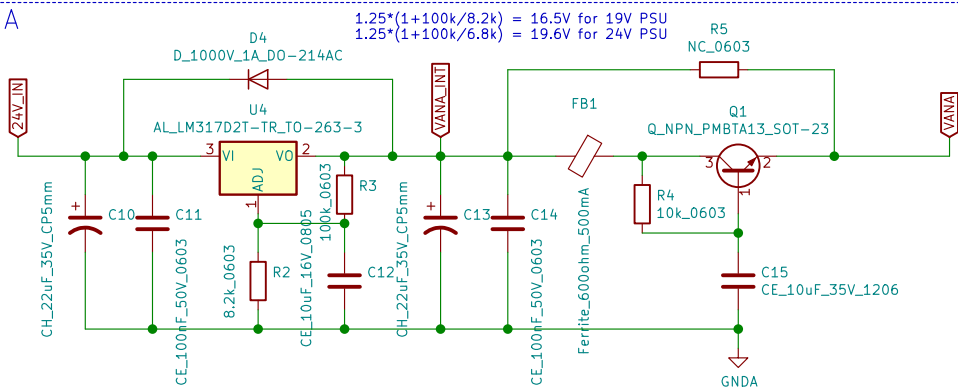 A
1.25*(1+100k/8.2k) = 16.5V for 19V PSU
1.25*(1+100k/6.8k) = 19.6V for 24V PSU
D4
D_1000V_1A_DO-214AC
R5
NC_0603
24V_IN
U4
AL_LM317D2T-TR_TO-263-3
VANA_INT
FB1
Q1
Q_NPN_PMBTA13_SOT-23
VANA
3
VI
VO
2
ADJ
1
3
2
1
R3
100k_0603
R4
10k_0603
C10
CH_22uF_35V_CP5mm
C11
CE_100nF_50V_0603
R2
8.2k_0603
C12
CE_10uF_16V_0805
C13
CH_22uF_35V_CP5mm
C14
CE_100nF_50V_0603
Ferrite_600ohm_500mA
C15
CE_10uF_35V_1206
GNDA